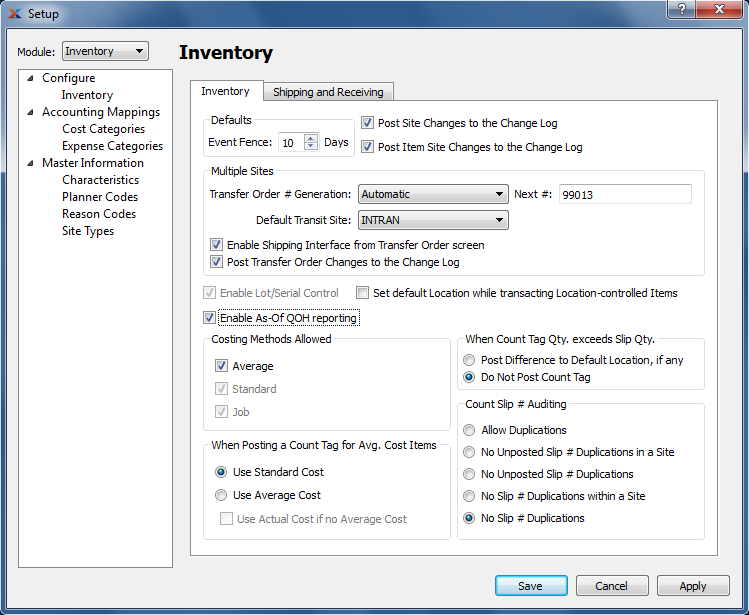 Setup
Module: Inventory
Inventory
Configure
Inventory
Accounting Mappings
Cost Categories
Expense Categories
Master Information
Characteristics
Planner Codes
Reason Codes
Site Types
Inventory Shipping and Receiving
Defaults
Event Fence: 10 Days
Post Site Changes to the Change Log
Post Item Site Changes to the Change Log
Multiple Sites
Transfer Order # Generation: Automatic Next #: 99013
Default Transit Site: INTRAN
Enable Shipping Interface from Transfer Order screen
Post Transfer Order Changes to the Change Log
Enable Lot/Serial Control Set default Location while transacting Location-controlled Items
Enable As-Of QOH reporting
Costing Methods Allowed
Average
Standard
Job
When Posting a Count Tag for Avg. Cost Items
Use Standard Cost
Use Average Cost
Use Actual Cost if no Average Cost
When Count Tag Qty. exceeds Slip Qty.
Post Difference to Default Location, if any
Do Not Post Count Tag
Count Slip # Auditing
Allow Duplications
No Unposted Slip # Duplications in a Site
No Unposted Slip # Duplications
No Slip # Duplications within a Site
No Slip # Duplications
Save Cancel Apply